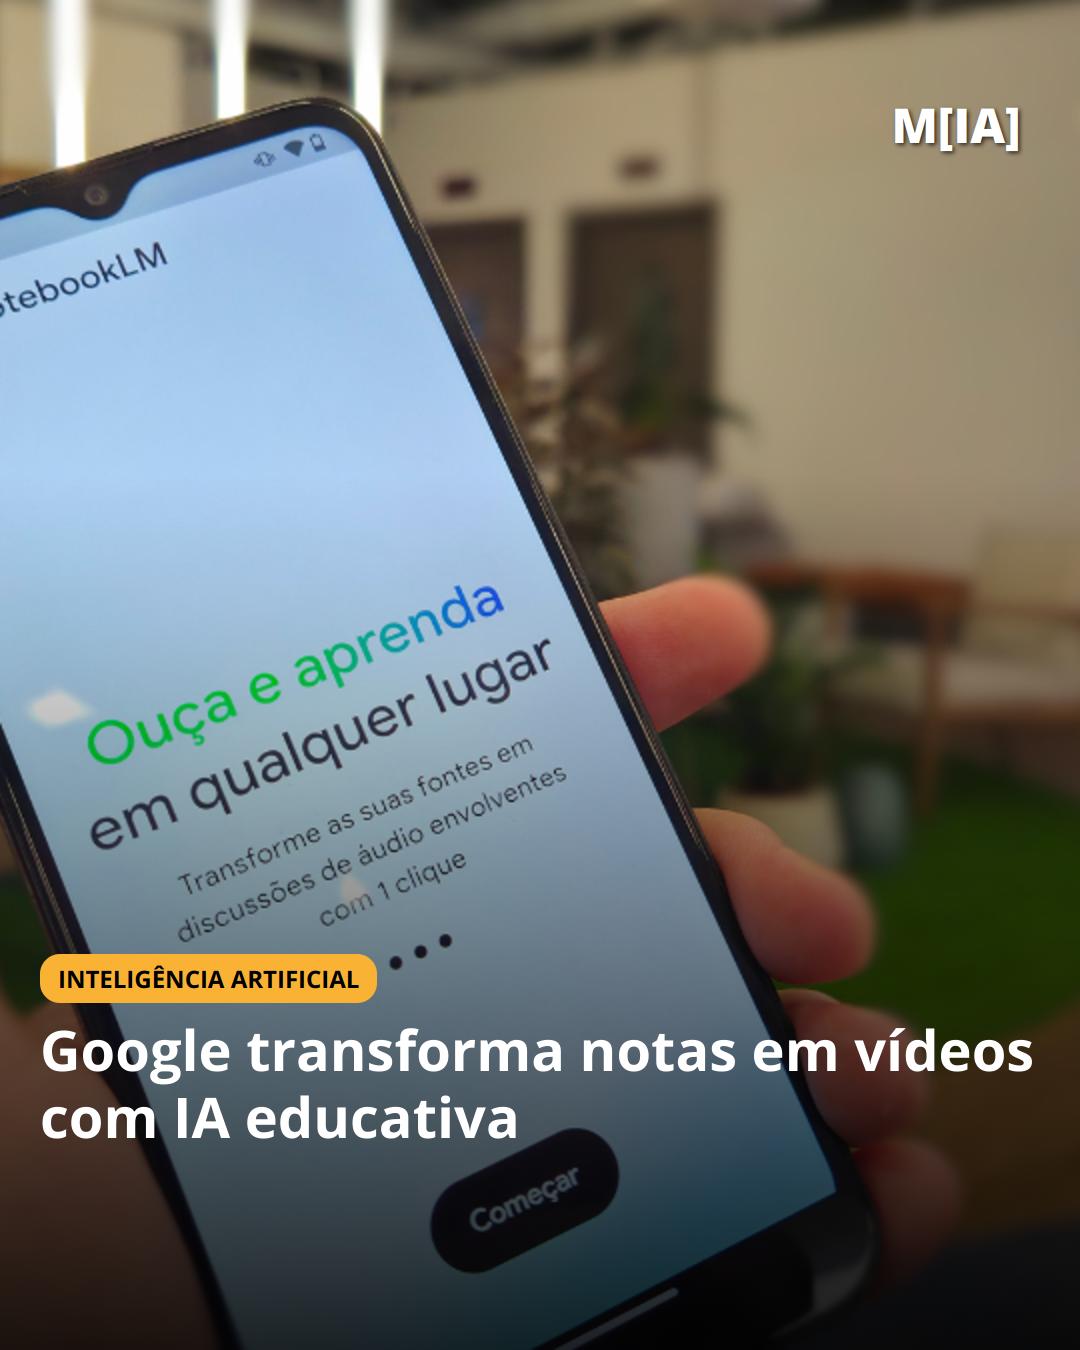 M[IA]
otebookLM
Ouça e aprenda
em qualquer lugar
Transforme as suas fontes em
discussões de áudio envolventes
com 1 clique
INTELIGÊNCIA ARTIFICIAL
Google transforma notas em vídeos
com IA educativa
Começar